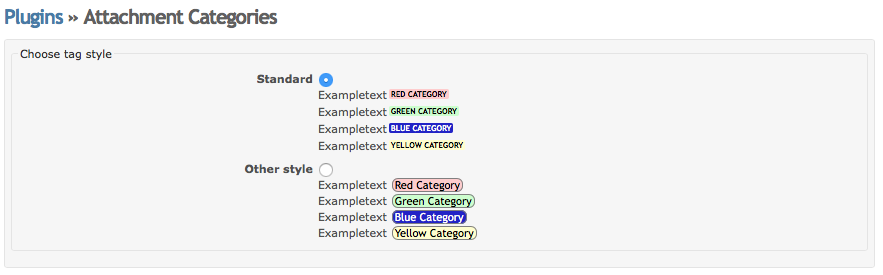 Plugins » Attachment Categories
Choose tag style
Standard
Exampletext RED CATEGORY
Exampletext GREEN CATEGORY
Exampletext BLUE CATEGORY
Exampletext YELLOW CATEGORY
Other style
Exampletext Red Category
Exampletext Green Category
Exampletext Blue Category
Exampletext Yellow Category